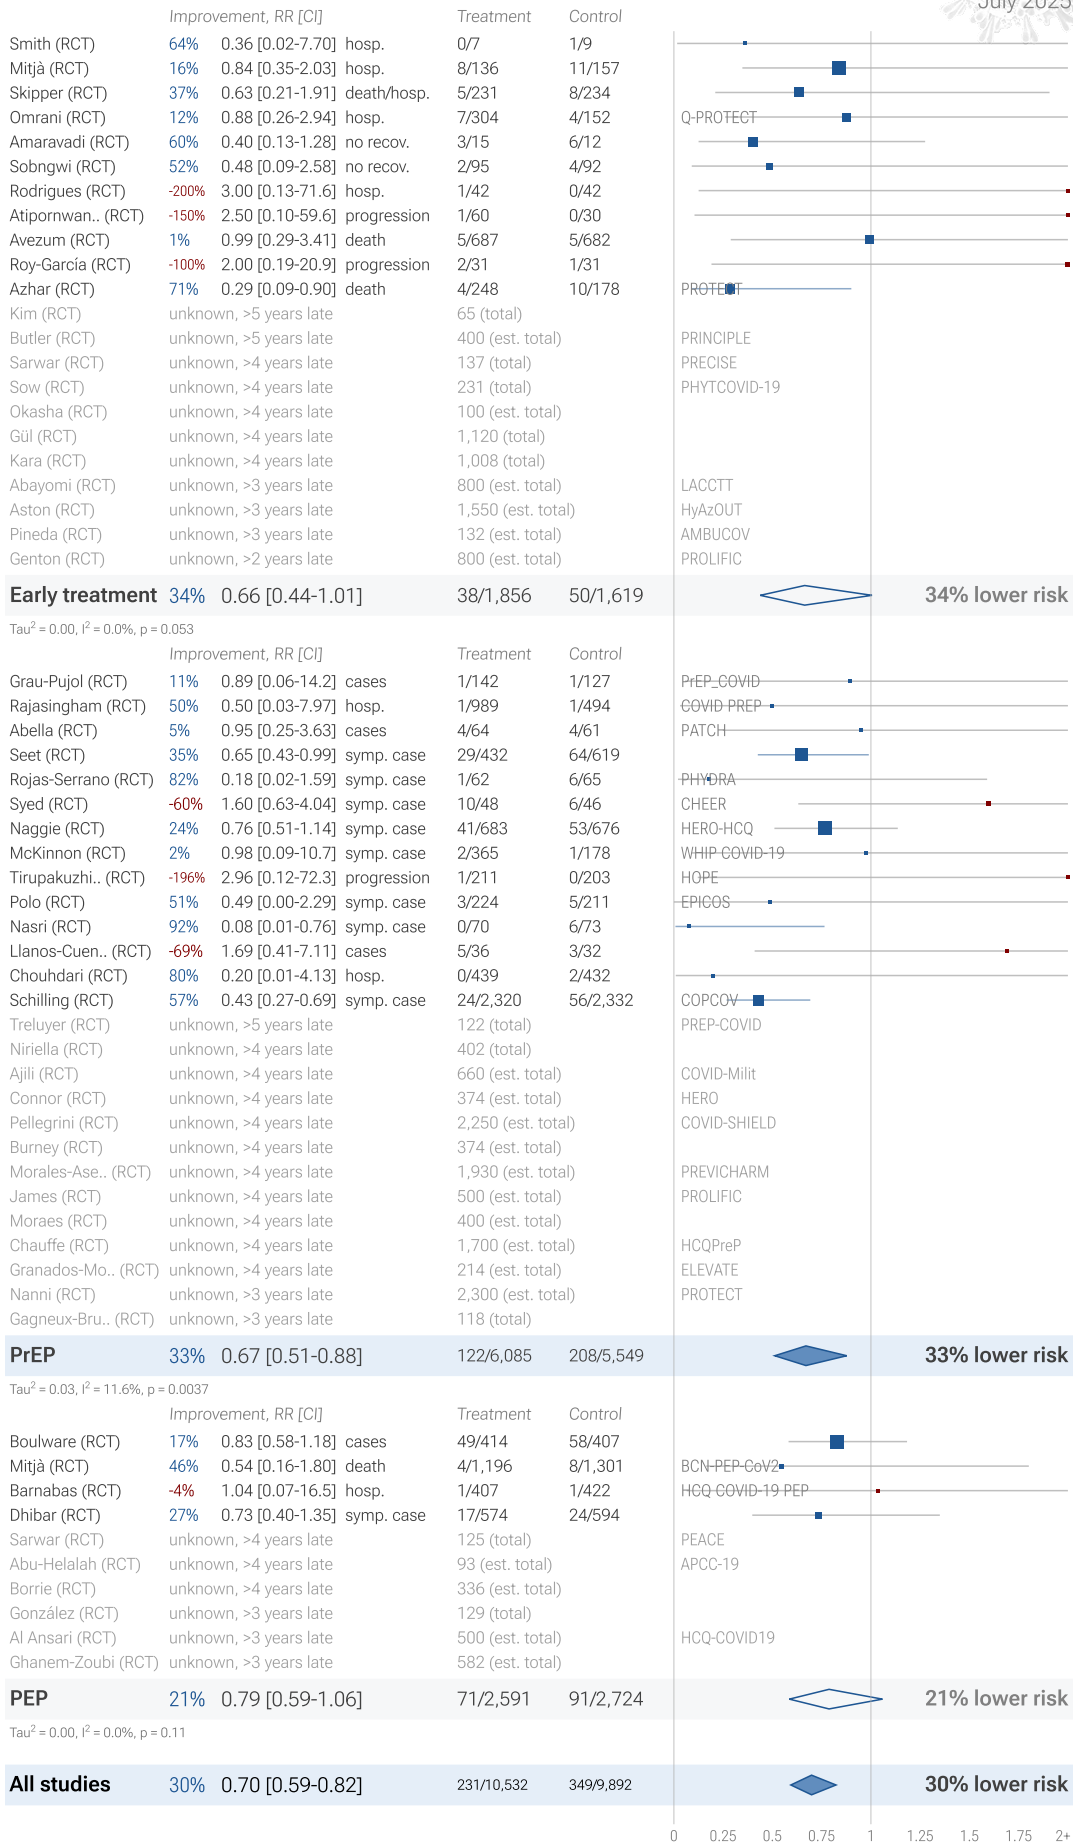 July 2025
Improvement, RR [CI] Treatment Control
Smith (RCT) 64% 0.36 [0.02-7.70] hosp. 0/7 1/9
Mitjà (RCT) 16% 0.84 [0.35-2.03] hosp. 8/136 11/157
Skipper (RCT) 37% 0.63 [0.21-1.91] death/hosp. 5/231 8/234
Omrani (RCT) 12% 0.88 [0.26-2.94] hosp. 7/304 4/152 Q-PROTECT
Amaravadi (RCT) 60% 0.40 [0.13-1.28] no recov. 3/15 6/12
Sobngwi (RCT) 52% 0.48 [0.09-2.58] no recov. 2/95 4/92
Rodrigues (RCT) -200% 3.00 [0.13-71.6] hosp. 1/42 0/42
Atipornwan.. (RCT) -150% 2.50 [0.10-59.6] progression 1/60 0/30
Avezum (RCT) 1% 0.99 [0.29-3.41] death 5/687 5/682
Roy-García (RCT) -100% 2.00 [0.19-20.9] progression 2/31 1/31
Azhar (RCT) 71% 0.29 [0.09-0.90] death 4/248 10/178 PROTECT
Kim (RCT) unknown, >5 years late 65 (total)
Butler (RCT) unknown, >5 years late 400 (est. total) PRINCIPLE
Sarwar (RCT) unknown, >4 years late 137 (total) PRECISE
Sow (RCT) unknown, >4 years late 231 (total) PHYTCOVID-19
Okasha (RCT) unknown, >4 years late 100 (est. total)
Gül (RCT) unknown, >4 years late 1,120 (total)
Kara (RCT) unknown, >4 years late 1,008 (total)
Abayomi (RCT) unknown, >3 years late 800 (est. total) LACCTT
Aston (RCT) unknown, >3 years late 1,550 (est. total) HyAzOUT
Pineda (RCT) unknown, >3 years late 132 (est. total) AMBUCOV
Genton (RCT) unknown, >2 years late 800 (est. total) PROLIFIC
Early treatment 34% 0.66 [0.44-1.01] 38/1,856 50/1,619 34% lower risk
Tau² = 0.00, I² = 0.0%, p = 0.053
Improvement, RR [CI] Treatment Control
Grau-Pujol (RCT) 11% 0.89 [0.06-14.2] cases 1/142 1/127 PrEP_COVID
Rajasingham (RCT) 50% 0.50 [0.03-7.97] hosp. 1/989 1/494 COVID PREP
Abella (RCT) 5% 0.95 [0.25-3.63] cases 4/64 4/61 PATCH
Seet (RCT) 35% 0.65 [0.43-0.99] symp. case 29/432 64/619
Rojas-Serrano (RCT) 82% 0.18 [0.02-1.59] symp. case 1/62 6/65 PHYDRA
Syed (RCT) -60% 1.60 [0.63-4.04] symp. case 10/48 6/46 CHEER
Naggie (RCT) 24% 0.76 [0.51-1.14] symp. case 41/683 53/676 HERO-HCQ
McKinnon (RCT) 2% 0.98 [0.09-10.7] symp. case 2/365 1/178 WHIP COVID-19
Tirupakuzhi.. (RCT) -196% 2.96 [0.12-72.3] progression 1/211 0/203 HOPE
Polo (RCT) 51% 0.49 [0.00-2.29] symp. case 3/224 5/211 EPICOS
Nasri (RCT) 92% 0.08 [0.01-0.76] symp. case 0/70 6/73
Llanos-Cuen.. (RCT) -69% 1.69 [0.41-7.11] cases 5/36 3/32
Chouhdari (RCT) 80% 0.20 [0.01-4.13] hosp. 0/439 2/432
Schilling (RCT) 57% 0.43 [0.27-0.69] symp. case 24/2,320 56/2,332 COPCOV
Treluyer (RCT) unknown, >5 years late 122 (total) PREP-COVID
Niriella (RCT) unknown, >4 years late 402 (total)
Ajili (RCT) unknown, >4 years late 660 (est. total) COVID-Milit
Connor (RCT) unknown, >4 years late 374 (est. total) HERO
Pellegrini (RCT) unknown, >4 years late 2,250 (est. total) COVID-SHIELD
Burney (RCT) unknown, >4 years late 374 (est. total)
Morales-Ase.. (RCT) unknown, >4 years late 1,930 (est. total) PREVICHARM
James (RCT) unknown, >4 years late 500 (est. total) PROLIFIC
Moraes (RCT) unknown, >4 years late 400 (est. total)
Chauffe (RCT) unknown, >4 years late 1,700 (est. total) HCQPreP
Granados-Mo.. (RCT) unknown, >4 years late 214 (est. total) ELEVATE
Nanni (RCT) unknown, >3 years late 2,300 (est. total) PROTECT
Gagneux-Bru.. (RCT) unknown, >3 years late 118 (total)
PrEP 33% 0.67 [0.51-0.88] 122/6,085 208/5,549 33% lower risk
Tau² = 0.03, I² = 11.6%, p = 0.0037
Improvement, RR [CI] Treatment Control
Boulware (RCT) 17% 0.83 [0.58-1.18] cases 49/414 58/407
Mitjà (RCT) 46% 0.54 [0.16-1.80] death 4/1,196 8/1,301 BCN-PEP-CoV2
Barnabas (RCT) -4% 1.04 [0.07-16.5] hosp. 1/407 1/422 HCQ COVID-19 PEP
Dhibar (RCT) 27% 0.73 [0.40-1.35] symp. case 17/574 24/594
Sarwar (RCT) unknown, >4 years late 125 (total) PEACE
Abu-Helalah (RCT) unknown, >4 years late 93 (est. total) APCC-19
Borrie (RCT) unknown, >4 years late 336 (est. total)
González (RCT) unknown, >3 years late 129 (total)
Al Ansari (RCT) unknown, >3 years late 500 (est. total) HCQ-COVID19
Ghanem-Zoubi (RCT) unknown, >3 years late 582 (est. total)
PEP 21% 0.79 [0.59-1.06] 71/2,591 91/2,724 21% lower risk
Tau² = 0.00, I² = 0.0%, p = 0.11
All studies 30% 0.70 [0.59-0.82] 231/10,532 349/9,892 30% lower risk
0 0.25 0.5 0.75 1 1.25 1.5 1.75 2+